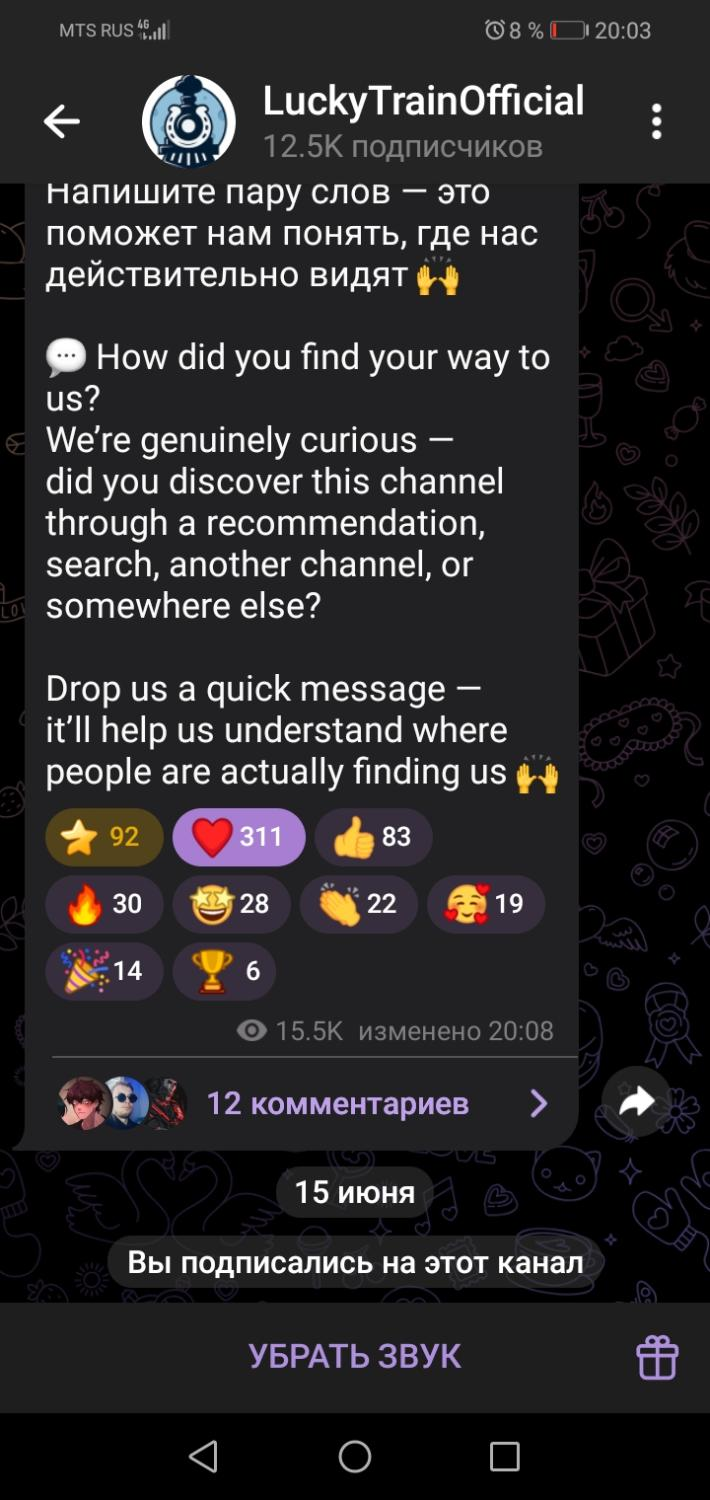 MTS RUS 4G 8 % 20:03
LuckyTrainOfficial
12.5K подписчиков
Напишите пару слов — это
поможет нам понять, где нас
действительно видят 🙌
💬 How did you find your way to
us?
We’re genuinely curious —
did you discover this channel
through a recommendation,
search, another channel, or
somewhere else?
Drop us a quick message —
it’ll help us understand where
people are actually finding us 🙌
⭐ 92 ❤️ 311 👍 83
🔥 30 🤩 28 👏 22 🥰 19
🎉 14 🏆 6
15.5K изменено 20:08
12 комментариев
15 июня
Вы подписались на этот канал
УБРАТЬ ЗВУК